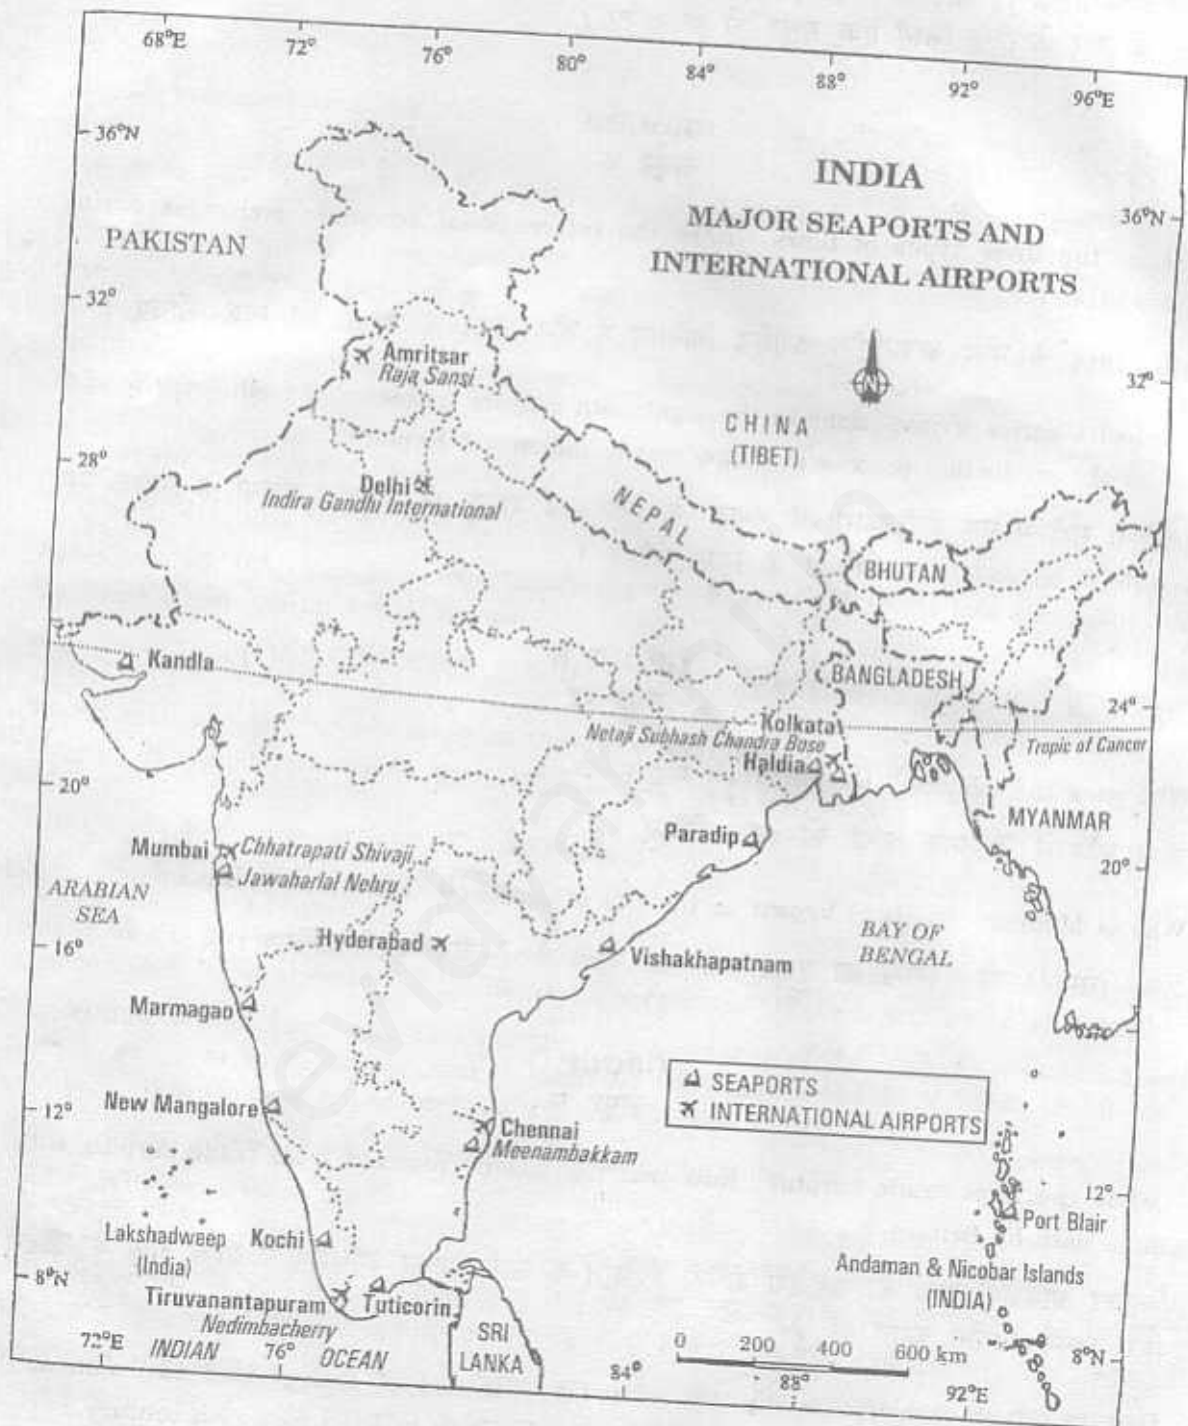 68°E
72°
76°
80°
84°
88°
92°
96°E
36°N
INDIA
MAJOR SEAPORTS AND
INTERNATIONAL AIRPORTS
36°N
PAKISTAN
32°
Amritsar
Raja Sansi
N
32°
CHINA
(TIBET)
28°
Delhi
Indira Gandhi International
NEPAL
BHUTAN
Kandla
BANGLADESH
24°
Kolkata
Netaji Subhash Chandra Bose
Tropic of Cancer
Haldia
20°
MYANMAR
Paradip
Mumbai
Chhatrapati Shivaji
Jawaharlal Nehru
20°
ARABIAN
SEA
Hyderabad
BAY OF
BENGAL
16°
Vishakhapatnam
Marmagao
SEAPORTS
INTERNATIONAL AIRPORTS
New Mangalore
12°
Chennai
Meenambakkam
12°
Port Blair
Lakshadweep
(India)
Kochi
Andaman & Nicobar Islands
(INDIA)
8°N
Tiruvanantapuram
Nedimbacherry
Tuticorin
SRI
LANKA
0 200 400 600 km
72°E
INDIAN
76°
OCEAN
84°
88°
92°
8°N
evidyarthi